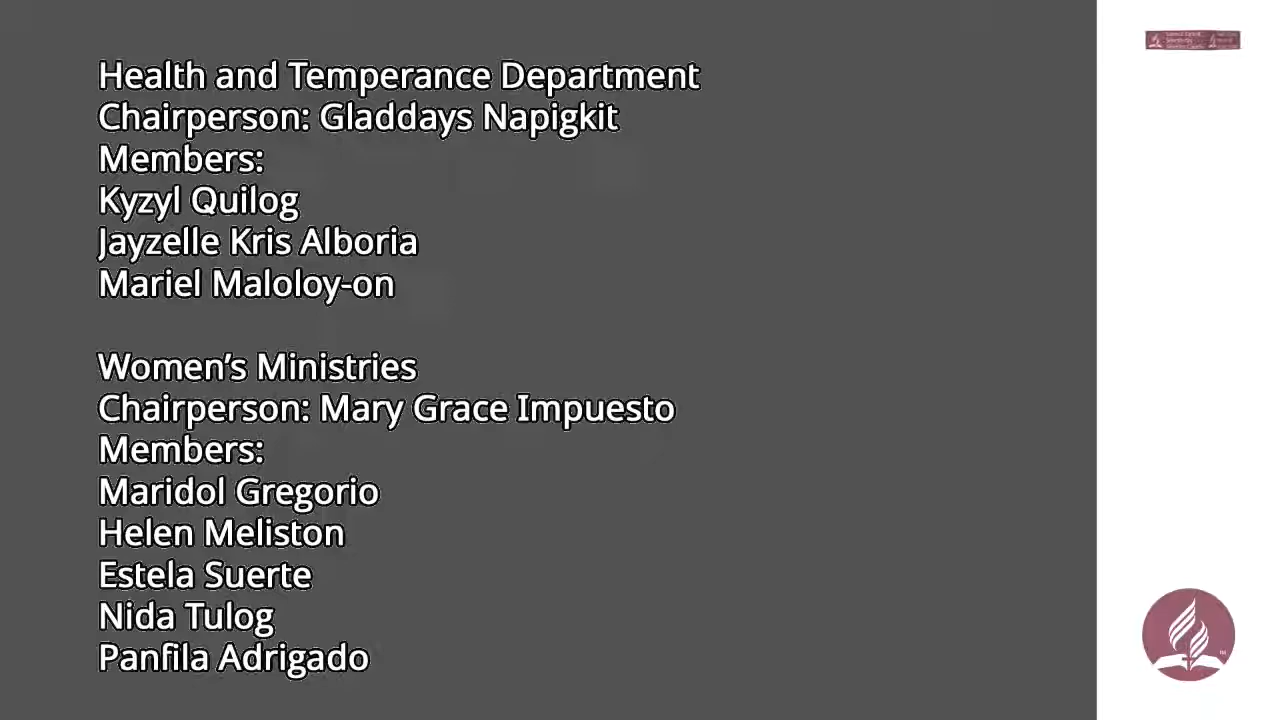 Health and Temperance Department
Chairperson: Gladdays Napigkit
Members:
Kyzyl Quilog
Jayzelle Kris Alboria
Mariel Maloloy-on
Women’s Ministries
Chairperson: Mary Grace Impuesto
Members:
Maridol Gregorio
Helen Meliston
Estela Suerte
Nida Tulog
Panfila Adrigado